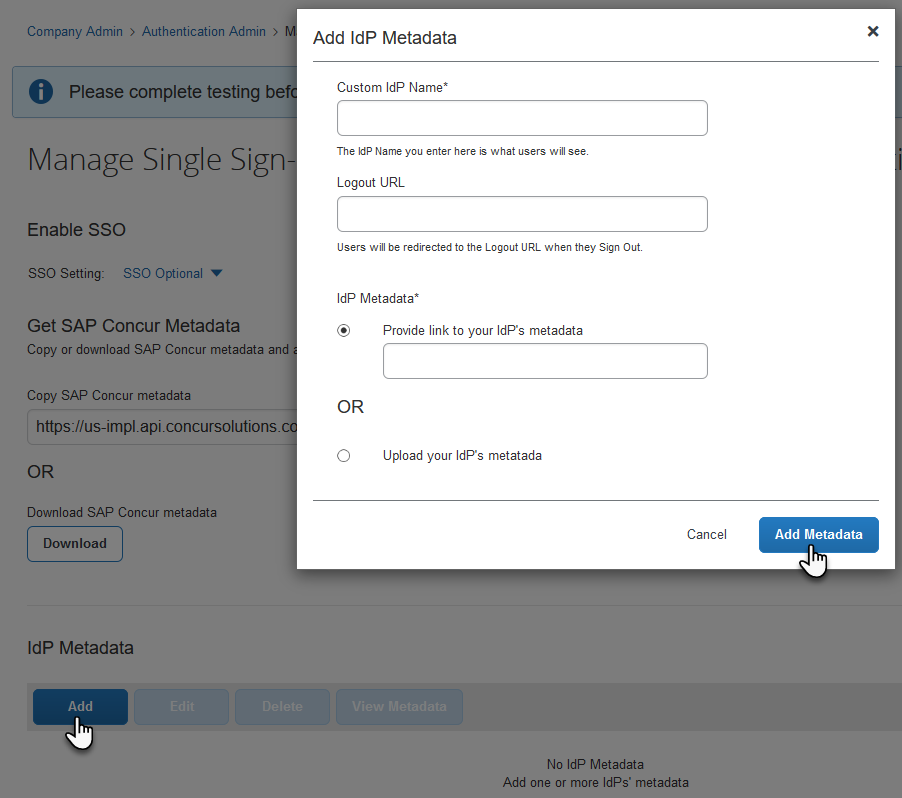 Company Admin > Authentication Admin > M
Please complete testing befo
Manage Single Sign-
Enable SSO
SSO Setting: SSO Optional
Get SAP Concur Metadata
Copy or download SAP Concur metadata and a
Copy SAP Concur metadata
https://us-impl.api.concursolutions.co
OR
Download SAP Concur metadata
Download
IdP Metadata
Add Edit Delete View Metadata
No IdP Metadata
Add one or more IdPs' metadata
Add IdP Metadata
Custom IdP Name*
The IdP Name you enter here is what users will see.
Logout URL
Users will be redirected to the Logout URL when they Sign Out.
IdP Metadata*
Provide link to your IdP's metadata
OR
Upload your IdP's metatada
Cancel Add Metadata